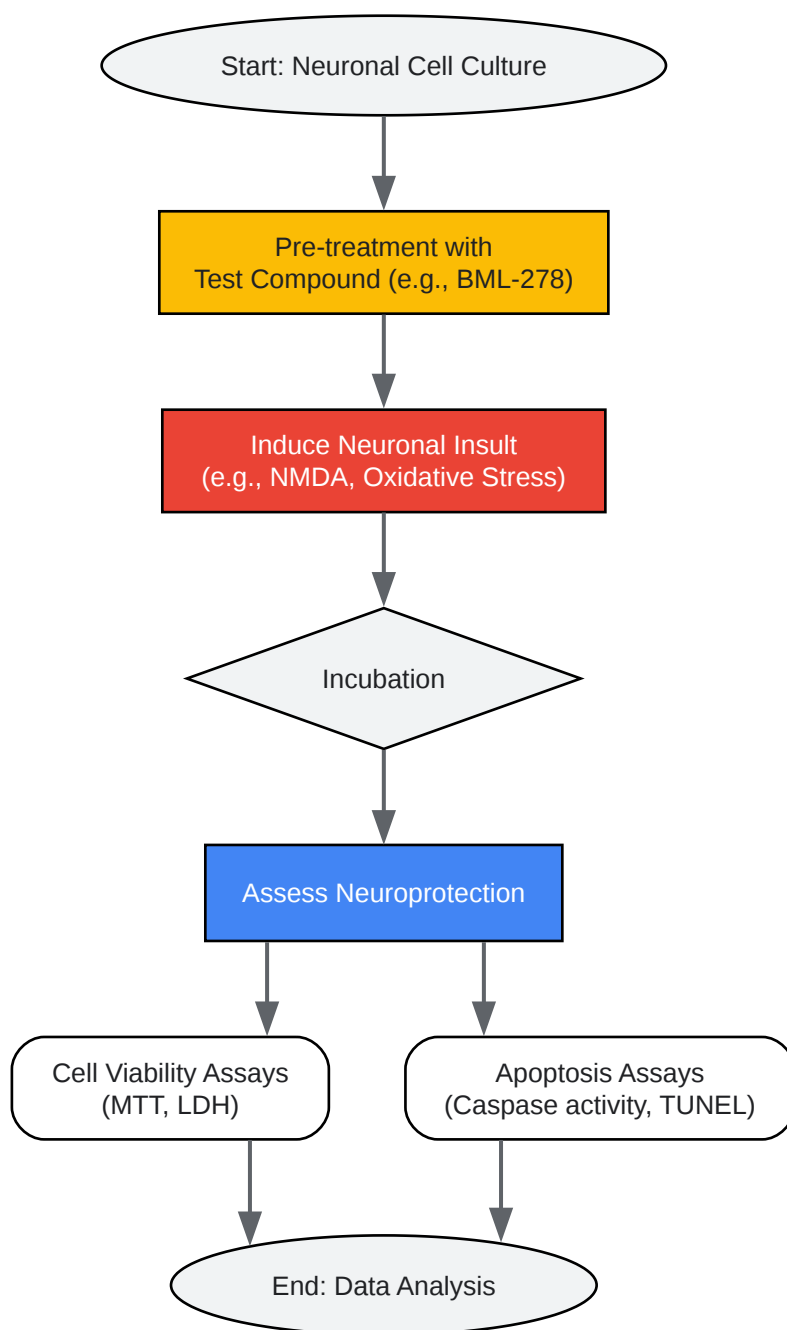 Start: Neuronal Cell Culture
Pre-treatment with
Test Compound (e.g., BML-278)
Induce Neuronal Insult
(e.g., NMDA, Oxidative Stress)
Incubation
Assess Neuroprotection
Cell Viability Assays
(MTT, LDH)
Apoptosis Assays
(Caspase activity, TUNEL)
End: Data Analysis